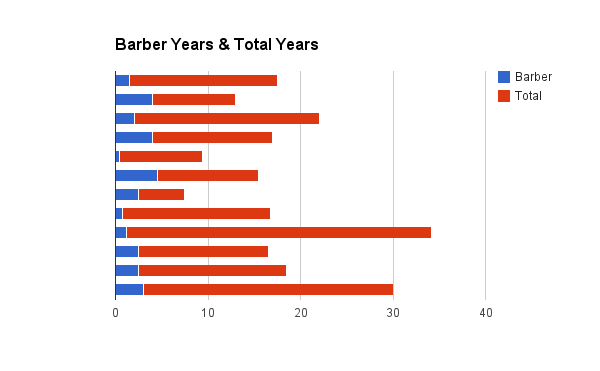 Barber Years & Total Years
Barber
Total
0 10 20 30 40